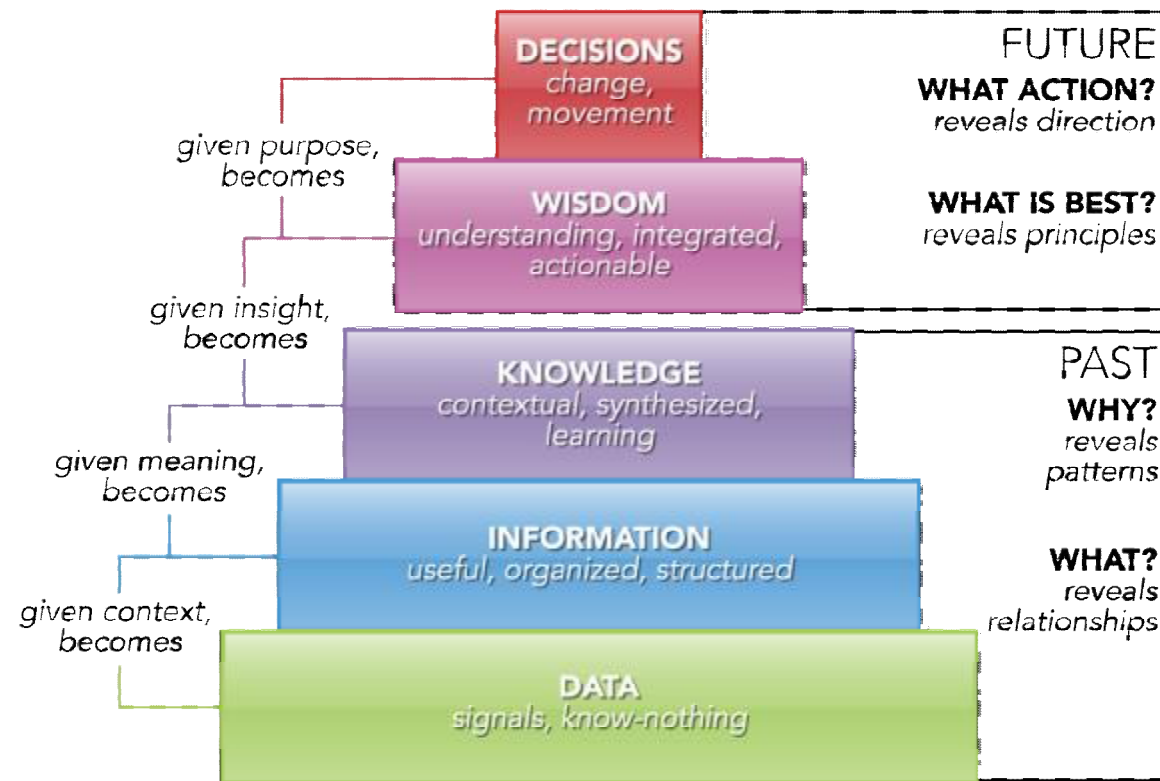 DECISIONS
change,
movement
FUTURE
WHAT ACTION?
reveals direction
given purpose,
becomes
WISDOM
understanding, integrated,
actionable
WHAT IS BEST?
reveals principles
given insight,
becomes
KNOWLEDGE
contextual, synthesized,
learning
PAST
WHY?
reveals
patterns
given meaning,
becomes
INFORMATION
useful, organized, structured
WHAT?
reveals
relationships
given context,
becomes
DATA
signals, know-nothing